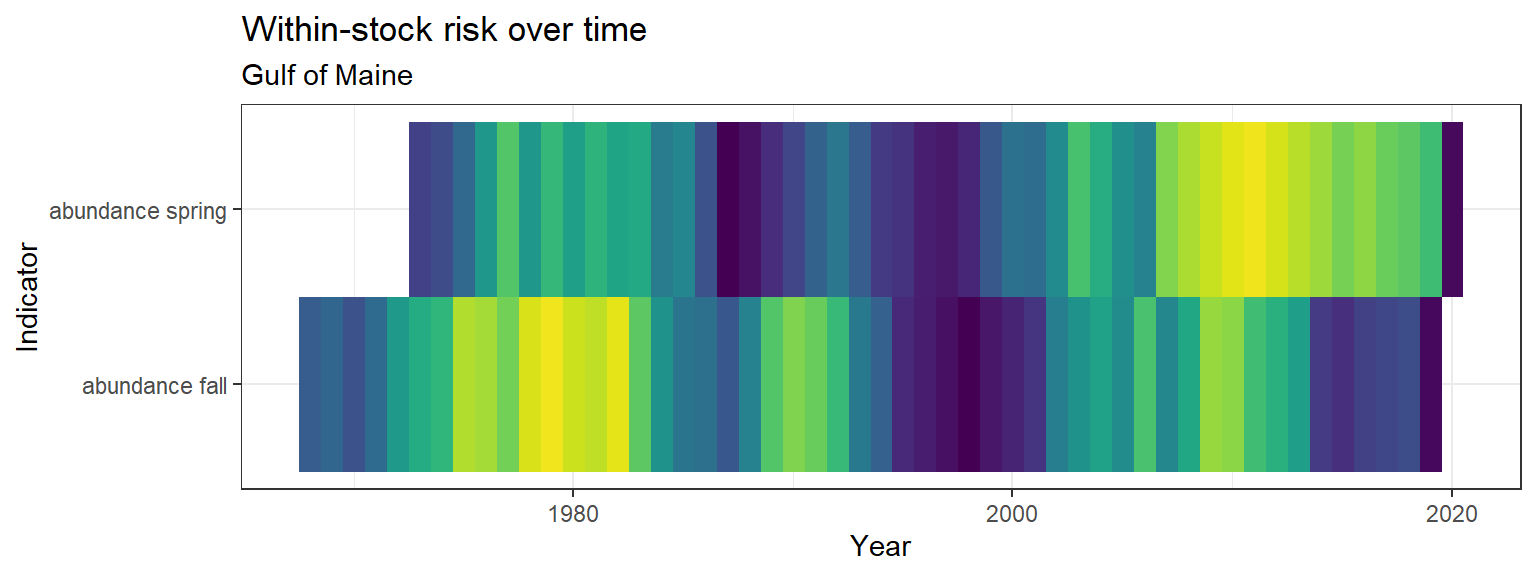 Within-stock risk over time
Gulf of Maine
Indicator
abundance spring
abundance fall
1980
2000
2020
Year